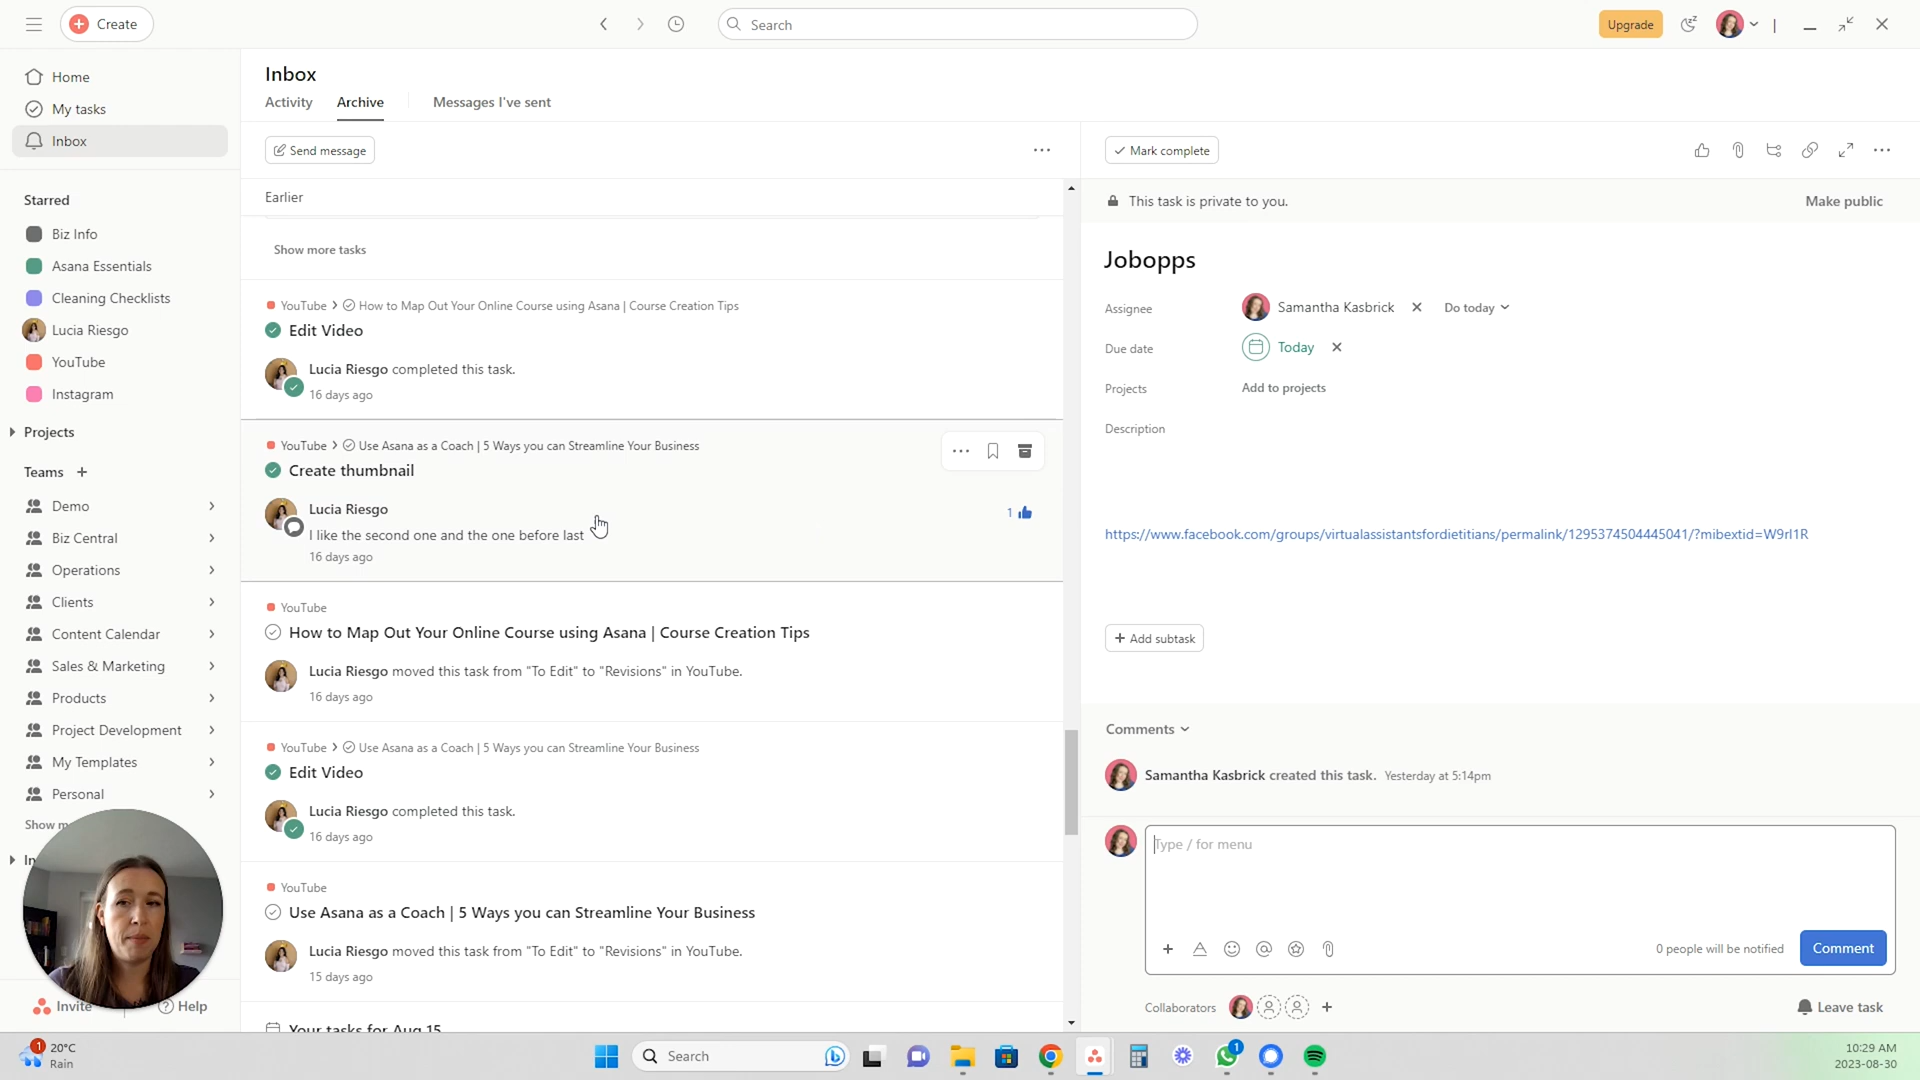 Create
Search
Upgrade
Home
My tasks
Inbox
Starred
Biz Info
Asana Essentials
Cleaning Checklists
Lucia Riesgo
YouTube
Instagram
Projects
Teams
Demo
Biz Central
Operations
Clients
Content Calendar
Sales & Marketing
Products
Project Development
My Templates
Personal
Show
Invite
Help
Inbox
Activity
Archive
Messages I've sent
Send message
Earlier
Show more tasks
YouTube > How to Map Out Your Online Course using Asana | Course Creation Tips
Edit Video
Lucia Riesgo completed this task.
16 days ago
YouTube > Use Asana as a Coach | 5 Ways you can Streamline Your Business
Create thumbnail
Lucia Riesgo
1
I like the second one and the one before last
16 days ago
YouTube
How to Map Out Your Online Course using Asana | Course Creation Tips
Lucia Riesgo moved this task from "To Edit" to "Revisions" in YouTube.
16 days ago
YouTube > Use Asana as a Coach | 5 Ways you can Streamline Your Business
Edit Video
Lucia Riesgo completed this task.
16 days ago
YouTube
Use Asana as a Coach | 5 Ways you can Streamline Your Business
Lucia Riesgo moved this task from "To Edit" to "Revisions" in YouTube.
15 days ago
Your tasks for Aug 15
Mark complete
This task is private to you.
Make public
Jobopps
Assignee
Samantha Kasbrick
Do today
Due date
Today
Projects
Add to projects
Description
https://www.facebook.com/groups/virtualassistantsfordietitians/permalink/1295374504445041/?mibextid=W9rl1R
Add subtask
Comments
Samantha Kasbrick created this task. Yesterday at 5:14pm
Type / for menu
0 people will be notified
Comment
Collaborators
Leave task
1
20°C
Rain
Search
1
10:29 AM
2023-08-30